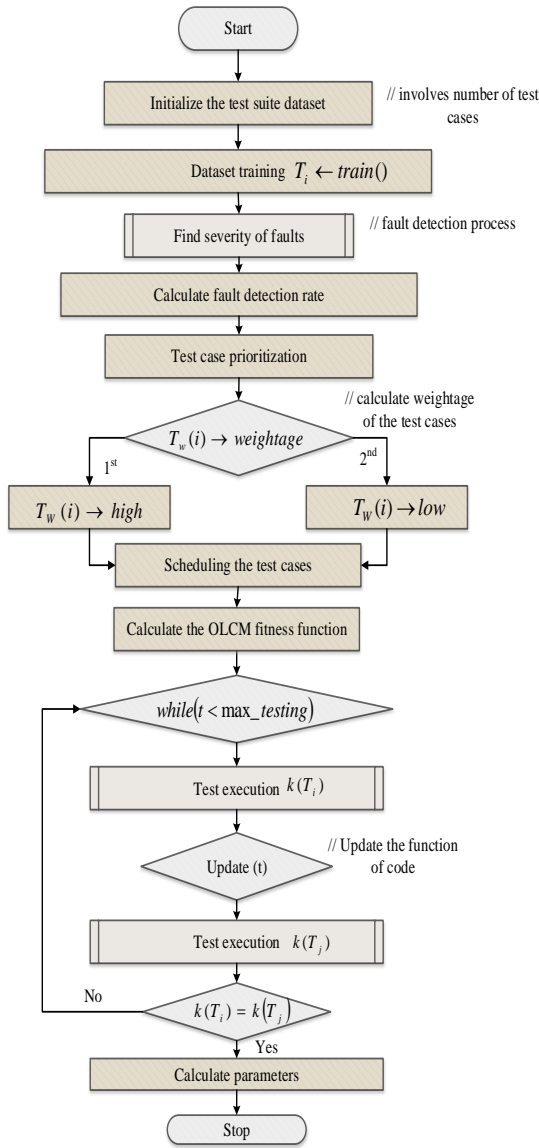 Start
Initialize the test suite dataset
// involves number of test
cases
Dataset training T_i ← train()
Find severity of faults
// fault detection process
Calculate fault detection rate
Test case prioritization
// calculate weightage
of the test cases
T_w(i) → weightage
1st
2nd
T_W(i) → high
T_W(i) → low
Scheduling the test cases
Calculate the OLCM fitness function
while(t < max_testing)
Test execution k(T_i)
Update (t)
// Update the function
of code
Test execution k(T_j)
No
k(T_i) = k(T_j)
Yes
Calculate parameters
Stop